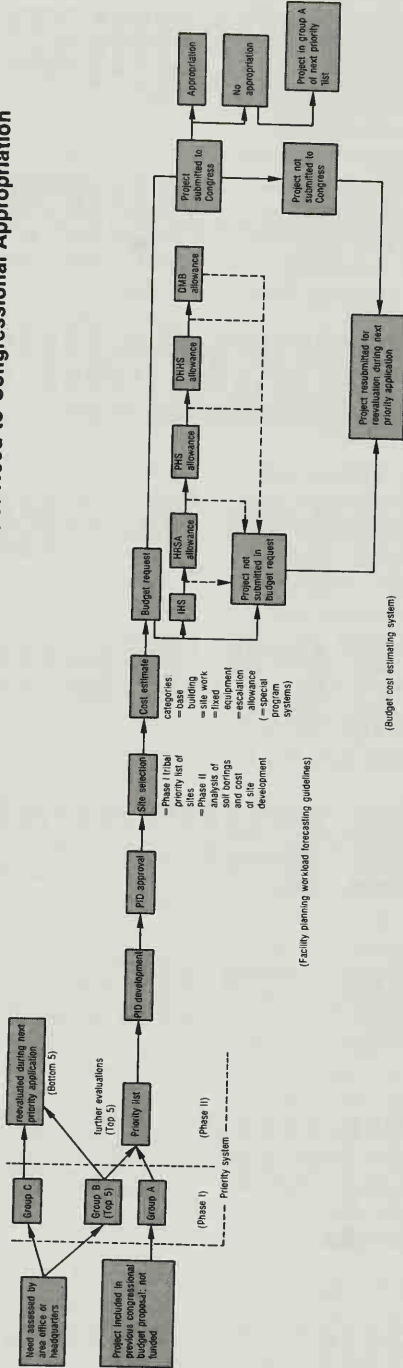 Need to Congressional Appropriation
Need assessed by
area office or
headquarters
Project included in
previous congressional
budget proposal; not
funded
Group C
Group B
(Top 5)
Group A
(Phase I)
Priority system
reevaluated during next
priority application
(Bottom 5)
further evaluations
(Top 5)
Priority list
(Phase II)
PID development
PID approval
Site selection
= Phase I tribal
priority list of
sites
= Phase II
analysis of
soil borings
and cost
of site
development
(Facility planning workload forecasting guidelines)
Cost estimate
categories:
= base
building
= site work
= fixed
equipment
= escalation
allowance
(= special
program
systems)
Budget request
IHS
HRSA
allowance
PHS
allowance
DHHS
allowance
OMB
allowance
Project not
submitted in
budget request
(Budget cost estimating system)
Project
submitted to
Congress
Appropriation
No
appropriation
Project in group A
of next priority
list
Project not
submitted to
Congress
Project resubmitted for
reevaluation during next
priority application